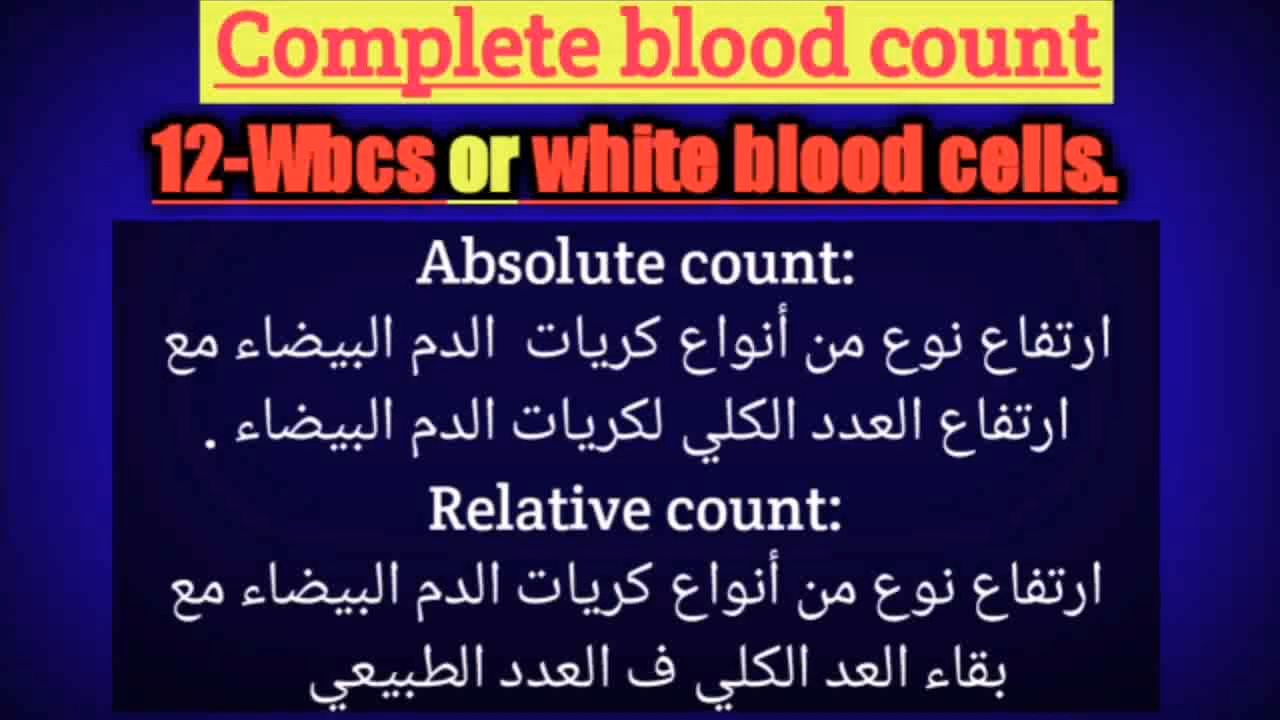 Complete blood count
12-Wbcs or white blood cells.
Absolute count:
ارتفاع نوع من أنواع كريات الدم البيضاء مع
ارتفاع العدد الكلي لكريات الدم البيضاء .
Relative count:
ارتفاع نوع من أنواع كريات الدم البيضاء مع
بقاء العد الكلي ف العدد الطبيعي